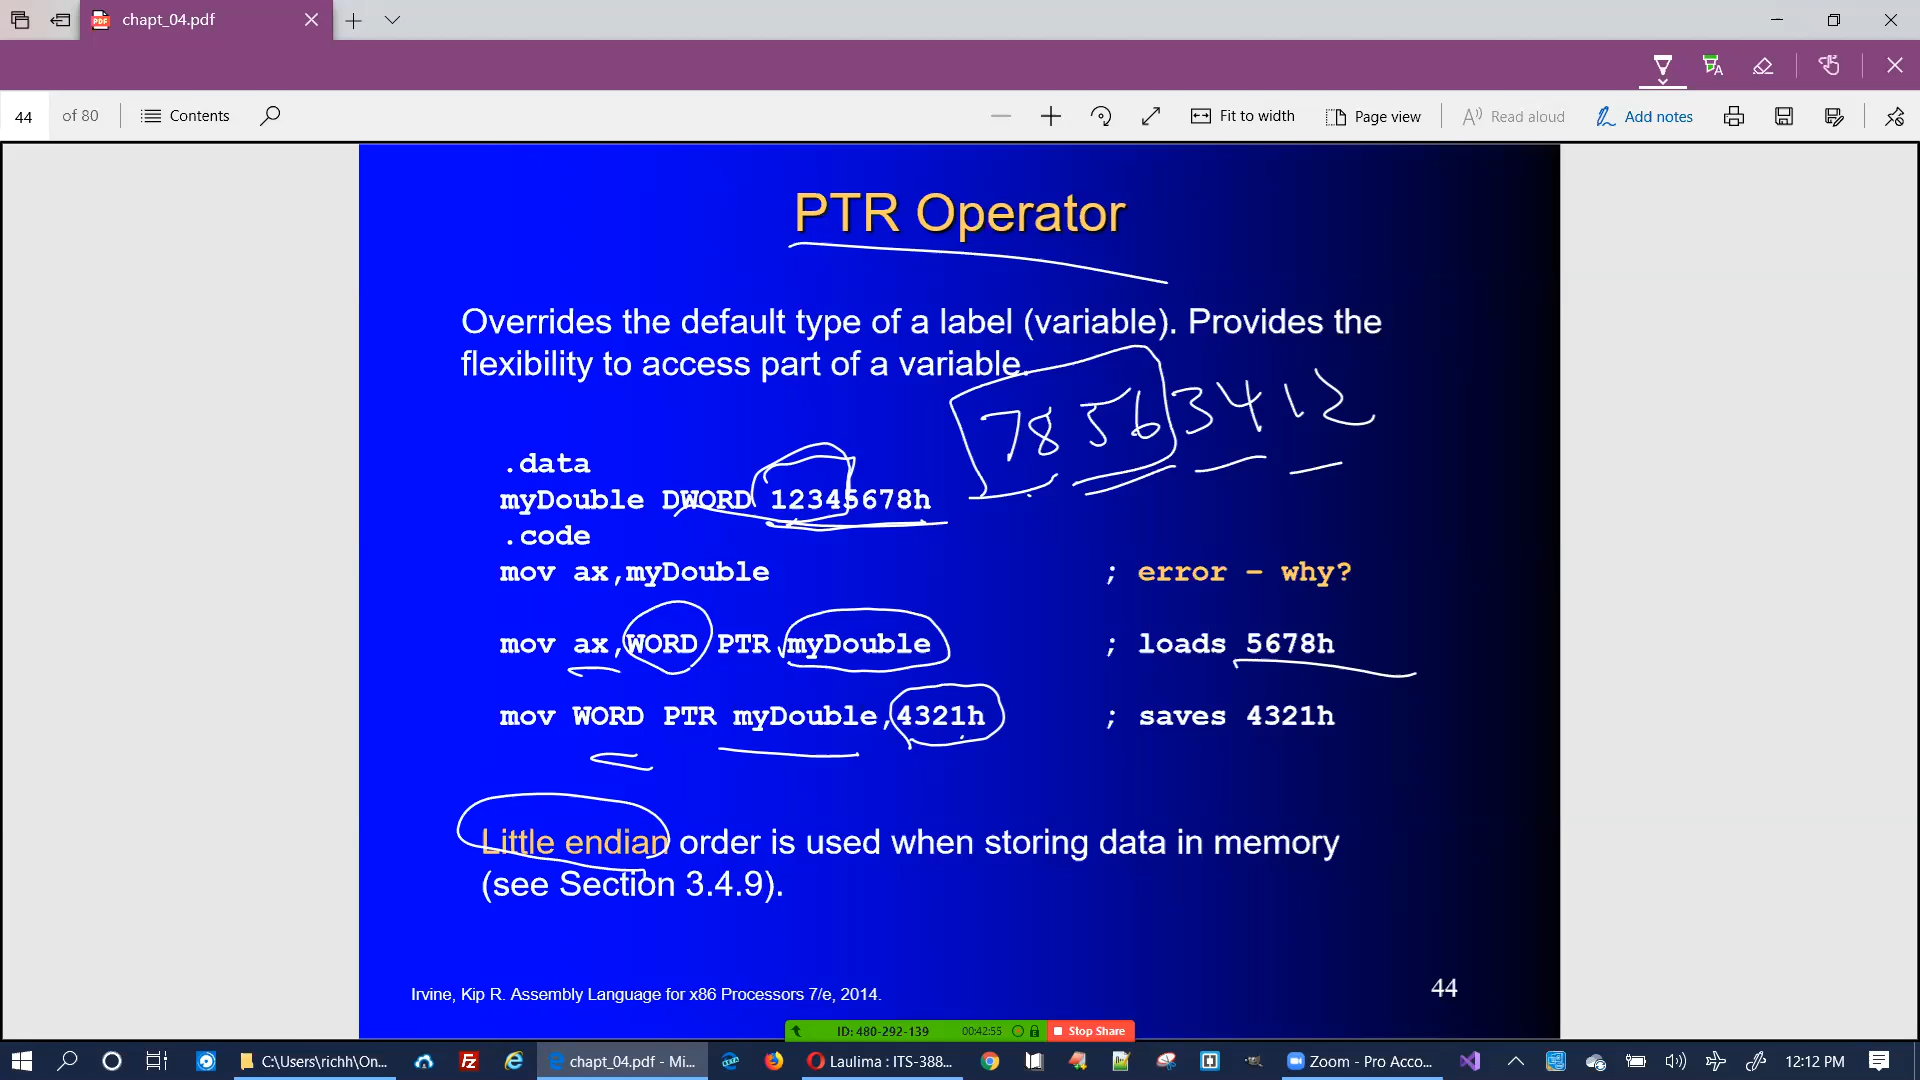 chapt_04.pdf
44 of 80 Contents Fit to width Page view Read aloud Add notes
PTR Operator
Overrides the default type of a label (variable). Provides the
flexibility to access part of a variable.
78 56 34 12
.data
myDouble DWORD 12345678h
.code
mov ax,myDouble ; error – why?
mov ax,WORD PTR myDouble ; loads 5678h
mov WORD PTR myDouble,4321h ; saves 4321h
Little endian order is used when storing data in memory
(see Section 3.4.9).
Irvine, Kip R. Assembly Language for x86 Processors 7/e, 2014.
44
ID: 480-292-139 00:42:55 Stop Share
C:\Users\richh\On... chapt_04.pdf - Mi... Laulima : ITS-388... Zoom - Pro Acco... 12:12 PM